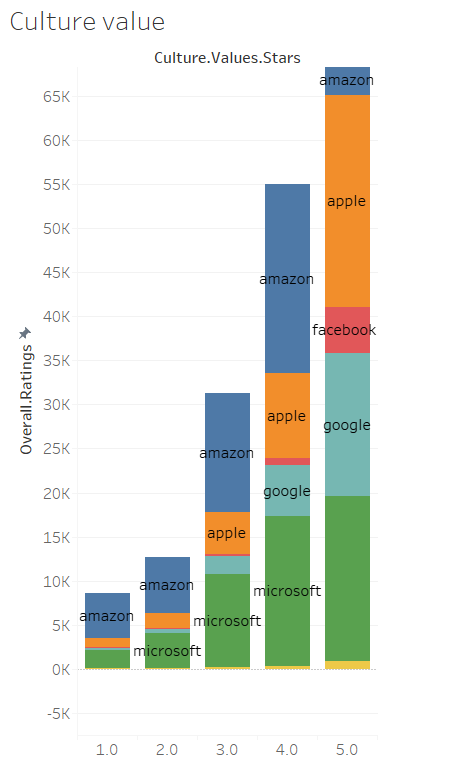 Culture value
Culture.Values.Stars
Overall.Ratings
65K
60K
55K
50K
45K
40K
35K
30K
25K
20K
15K
10K
5K
0K
-5K
amazon
amazon
microsoft
amazon
apple
microsoft
amazon
apple
google
microsoft
amazon
apple
facebook
google
1.0 2.0 3.0 4.0 5.0